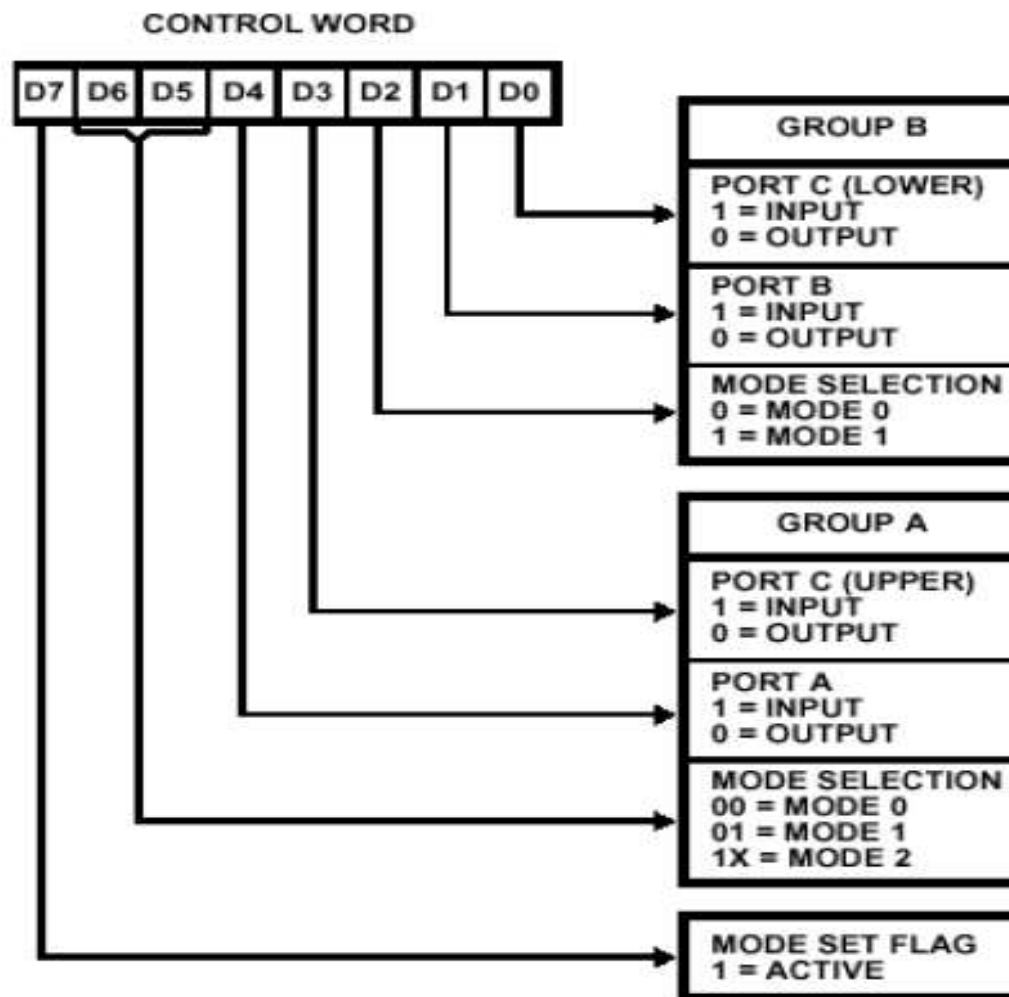 CONTROL WORD
D7 D6 D5 D4 D3 D2 D1 D0
GROUP B
PORT C (LOWER)
1 = INPUT
0 = OUTPUT
PORT B
1 = INPUT
0 = OUTPUT
MODE SELECTION
0 = MODE 0
1 = MODE 1
GROUP A
PORT C (UPPER)
1 = INPUT
0 = OUTPUT
PORT A
1 = INPUT
0 = OUTPUT
MODE SELECTION
00 = MODE 0
01 = MODE 1
1X = MODE 2
MODE SET FLAG
1 = ACTIVE